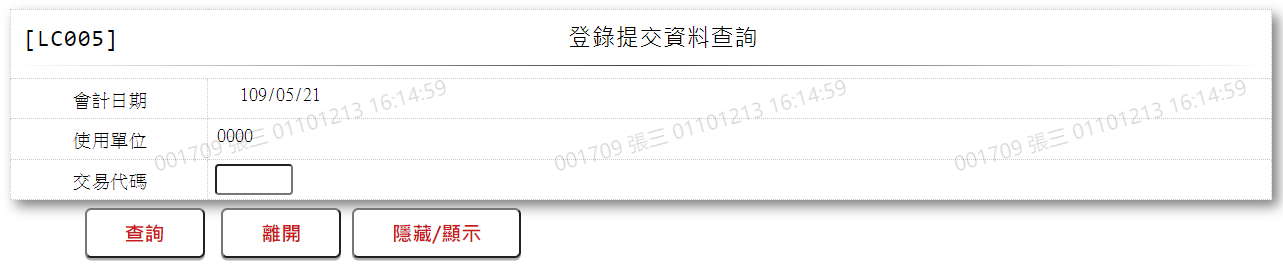 [LC005] 登錄提交資料查詢
會計日期 109/05/21
使用單位 0000
交易代碼
查詢 離開 隱藏/顯示
001709 張三 01101213 16:14:59
001709 張三 01101213 16:14:59
001709 張三 01101213 16:14:59